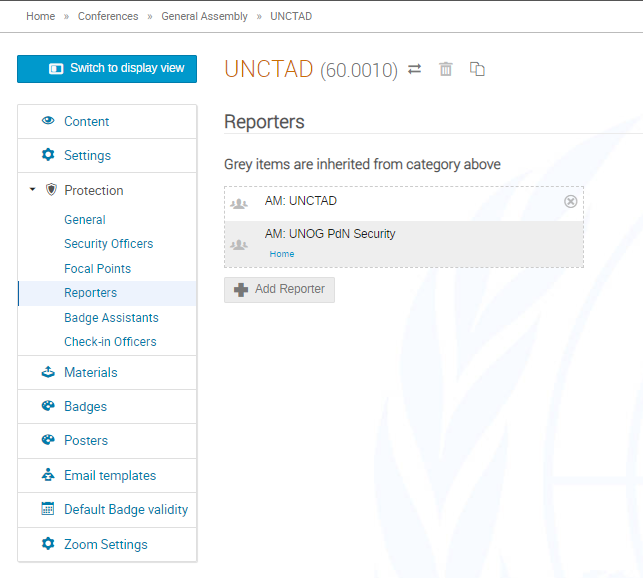 Home » Conferences » General Assembly » UNCTAD
Switch to display view
UNCTAD (60.0010)
Content
Settings
Protection
General
Security Officers
Focal Points
Reporters
Badge Assistants
Check-in Officers
Materials
Badges
Posters
Email templates
Default Badge validity
Zoom Settings
Reporters
Grey items are inherited from category above
AM: UNCTAD
AM: UNOG PdN Security
Home
Add Reporter